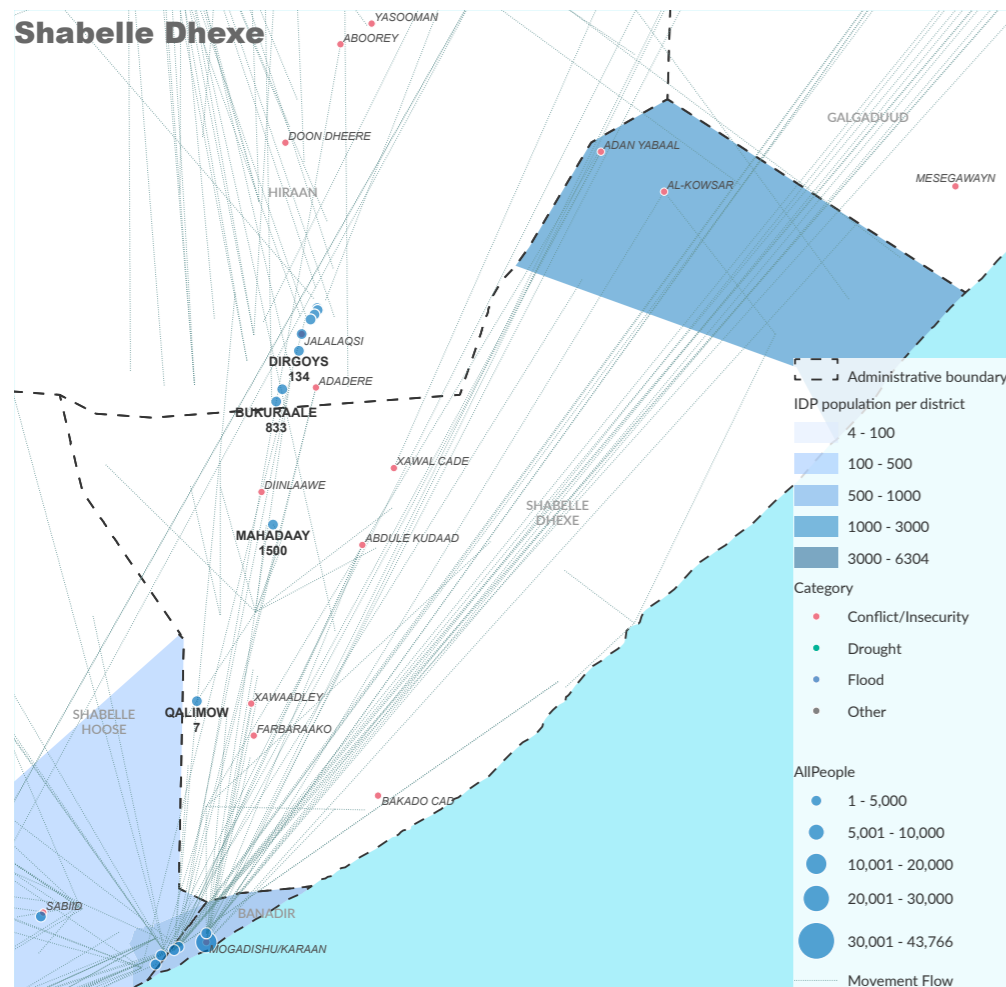 Shabelle Dhexe
YASOOMAN
ABOOREY
GALGADUUD
DOON DHEERE
ADAN YABAAL
HIRAAN
AL-KOWSAR
MESEGAWAYN
JALALAQSI
DIRGOYS
134
ADADERE
BUKURAALE
833
XAWAL CADE
DIINLAAWE
SHABELLE
DHEXE
MAHADAAY
1500
ABDULE KUDAAD
XAWAADLEY
QALIMOW
7
SHABELLE
HOOSE
FARBARAAKO
BAKADO CAD
SABIID
BANADIR
MOGADISHU/KARAAN
Administrative boundary
IDP population per district
4 - 100
100 - 500
500 - 1000
1000 - 3000
3000 - 6304
Category
Conflict/Insecurity
Drought
Flood
Other
AllPeople
1 - 5,000
5,001 - 10,000
10,001 - 20,000
20,001 - 30,000
30,001 - 43,766
Movement Flow